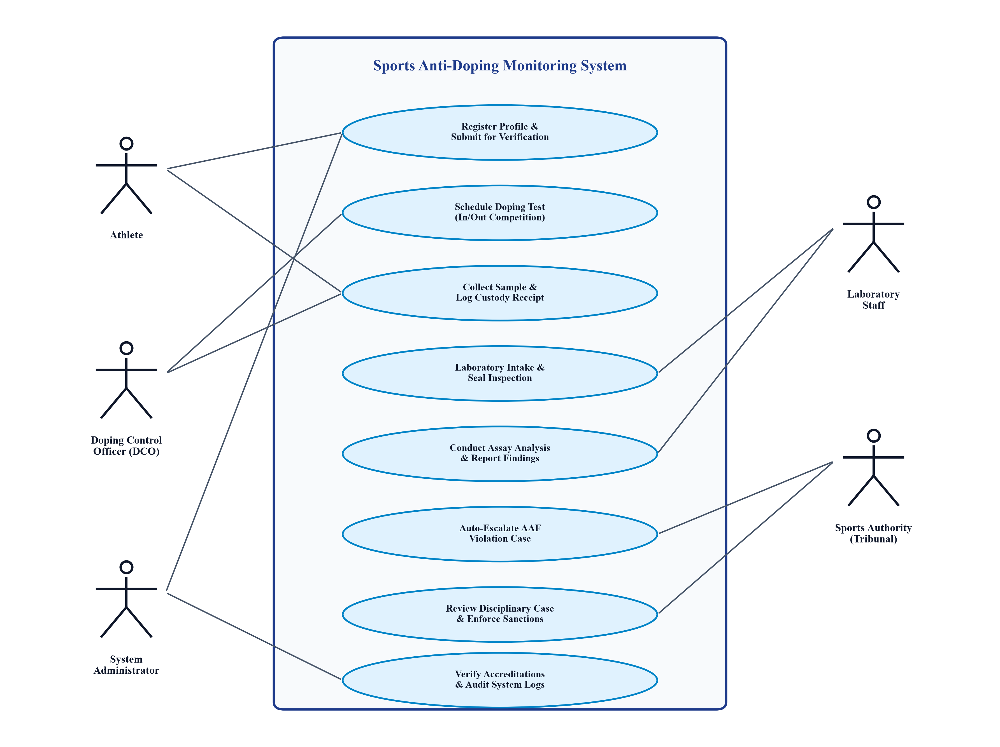 Sports Anti-Doping Monitoring System
Register Profile &
Submit for Verification
Schedule Doping Test
(In/Out Competition)
Collect Sample &
Log Custody Receipt
Laboratory Intake &
Seal Inspection
Conduct Assay Analysis
& Report Findings
Auto-Escalate AAF
Violation Case
Review Disciplinary Case
& Enforce Sanctions
Verify Accreditations
& Audit System Logs
Athlete
Doping Control
Officer (DCO)
System
Administrator
Laboratory
Staff
Sports Authority
(Tribunal)